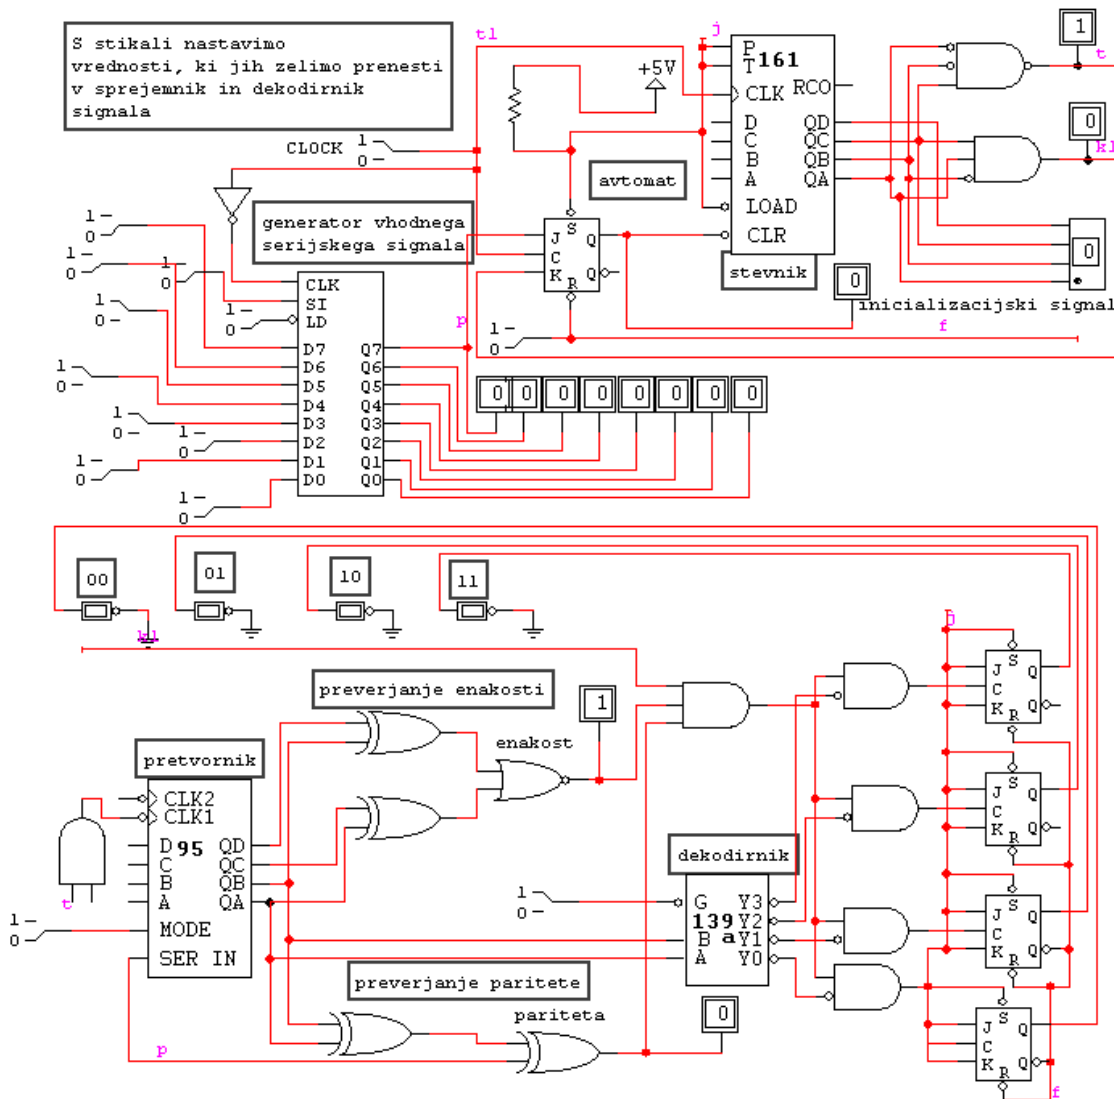 S stikali nastavimo
vrednosti, ki jih zelimo prenesti
v sprejemnik in dekodirnik
signala
tl
j
+5V
P
T
161
CLK
RCO
D QD
C QC
B QB
A QA
LOAD
CLR
stevnik
1
t
0
kl
0
CLOCK 1
0
avtomat
generator vhodnega
serijskega signala
J S Q
C
K R Q
0
inicializacijski signal
f
p
1
0
1
0
1
0
1
0
1
0
1
0
1
0
1
0
1
0
1
0
1
0
CLK
SI
LD
D7 Q7
D6 Q6
D5 Q5
D4 Q4
D3 Q3
D2 Q2
D1 Q1
D0 Q0
0 0 0 0 0 0 0 0
00
01
10
11
kl
j
preverjanje enakosti
1
enakost
pretvornik
CLK2
CLK1
95
D QD
C QC
B QB
A QA
MODE
SER IN
t
1
0
dekodirnik
1
0
G Y3
139 Y2
B a Y1
A Y0
preverjanje paritete
pariteta
0
p
J S Q
C
K R Q
J S Q
C
K R Q
J S Q
C
K R Q
J S Q
C
K R Q
f